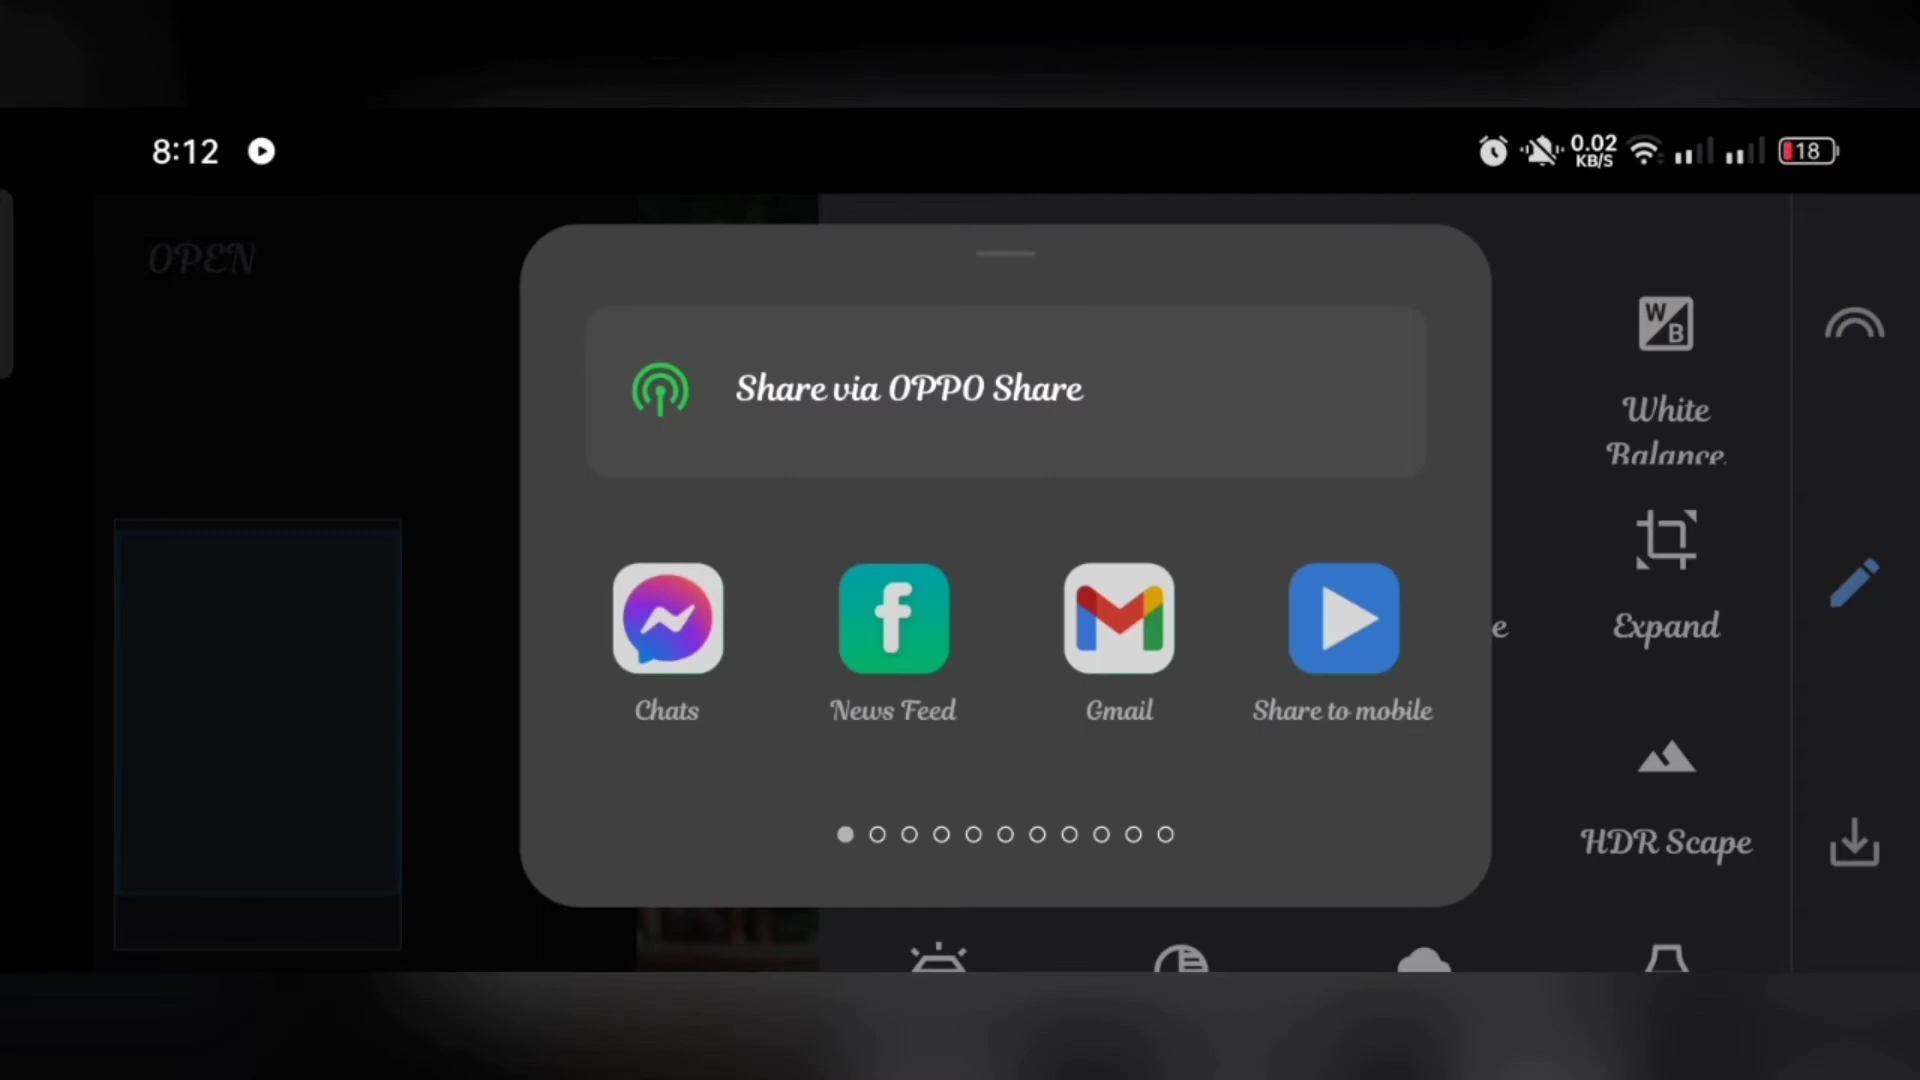 8:12
0.02
KB/S
18
OPEN
Share via OPPO Share
W
B
White
Balance
e
Expand
Chats
News Feed
Gmail
Share to mobile
HDR Scape